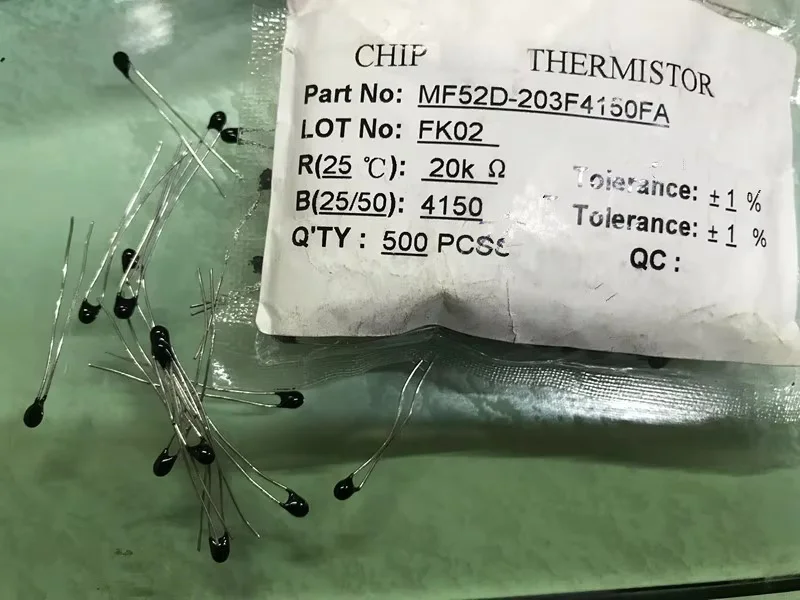 CHIP THERMISTOR
Part No: MF52D-203F4150FA
LOT No: FK02
R(25 ℃): 20k Ω Tolerance: ±1 %
B(25/50): 4150 Tolerance: ±1 %
Q'TY : 500 PCSS QC :